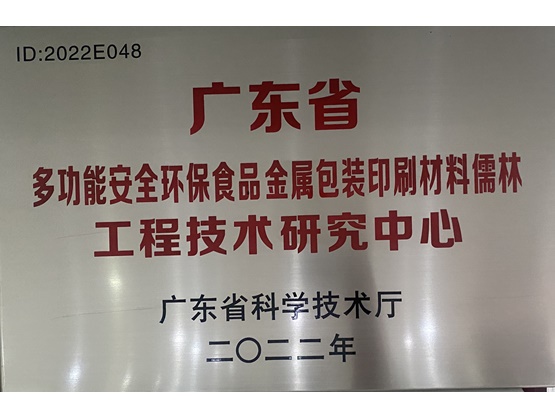 ID:2022E048
广东省
多功能安全环保食品金属包装印刷材料儒林
工程技术研究中心
广东省科学技术厅
二〇二二年